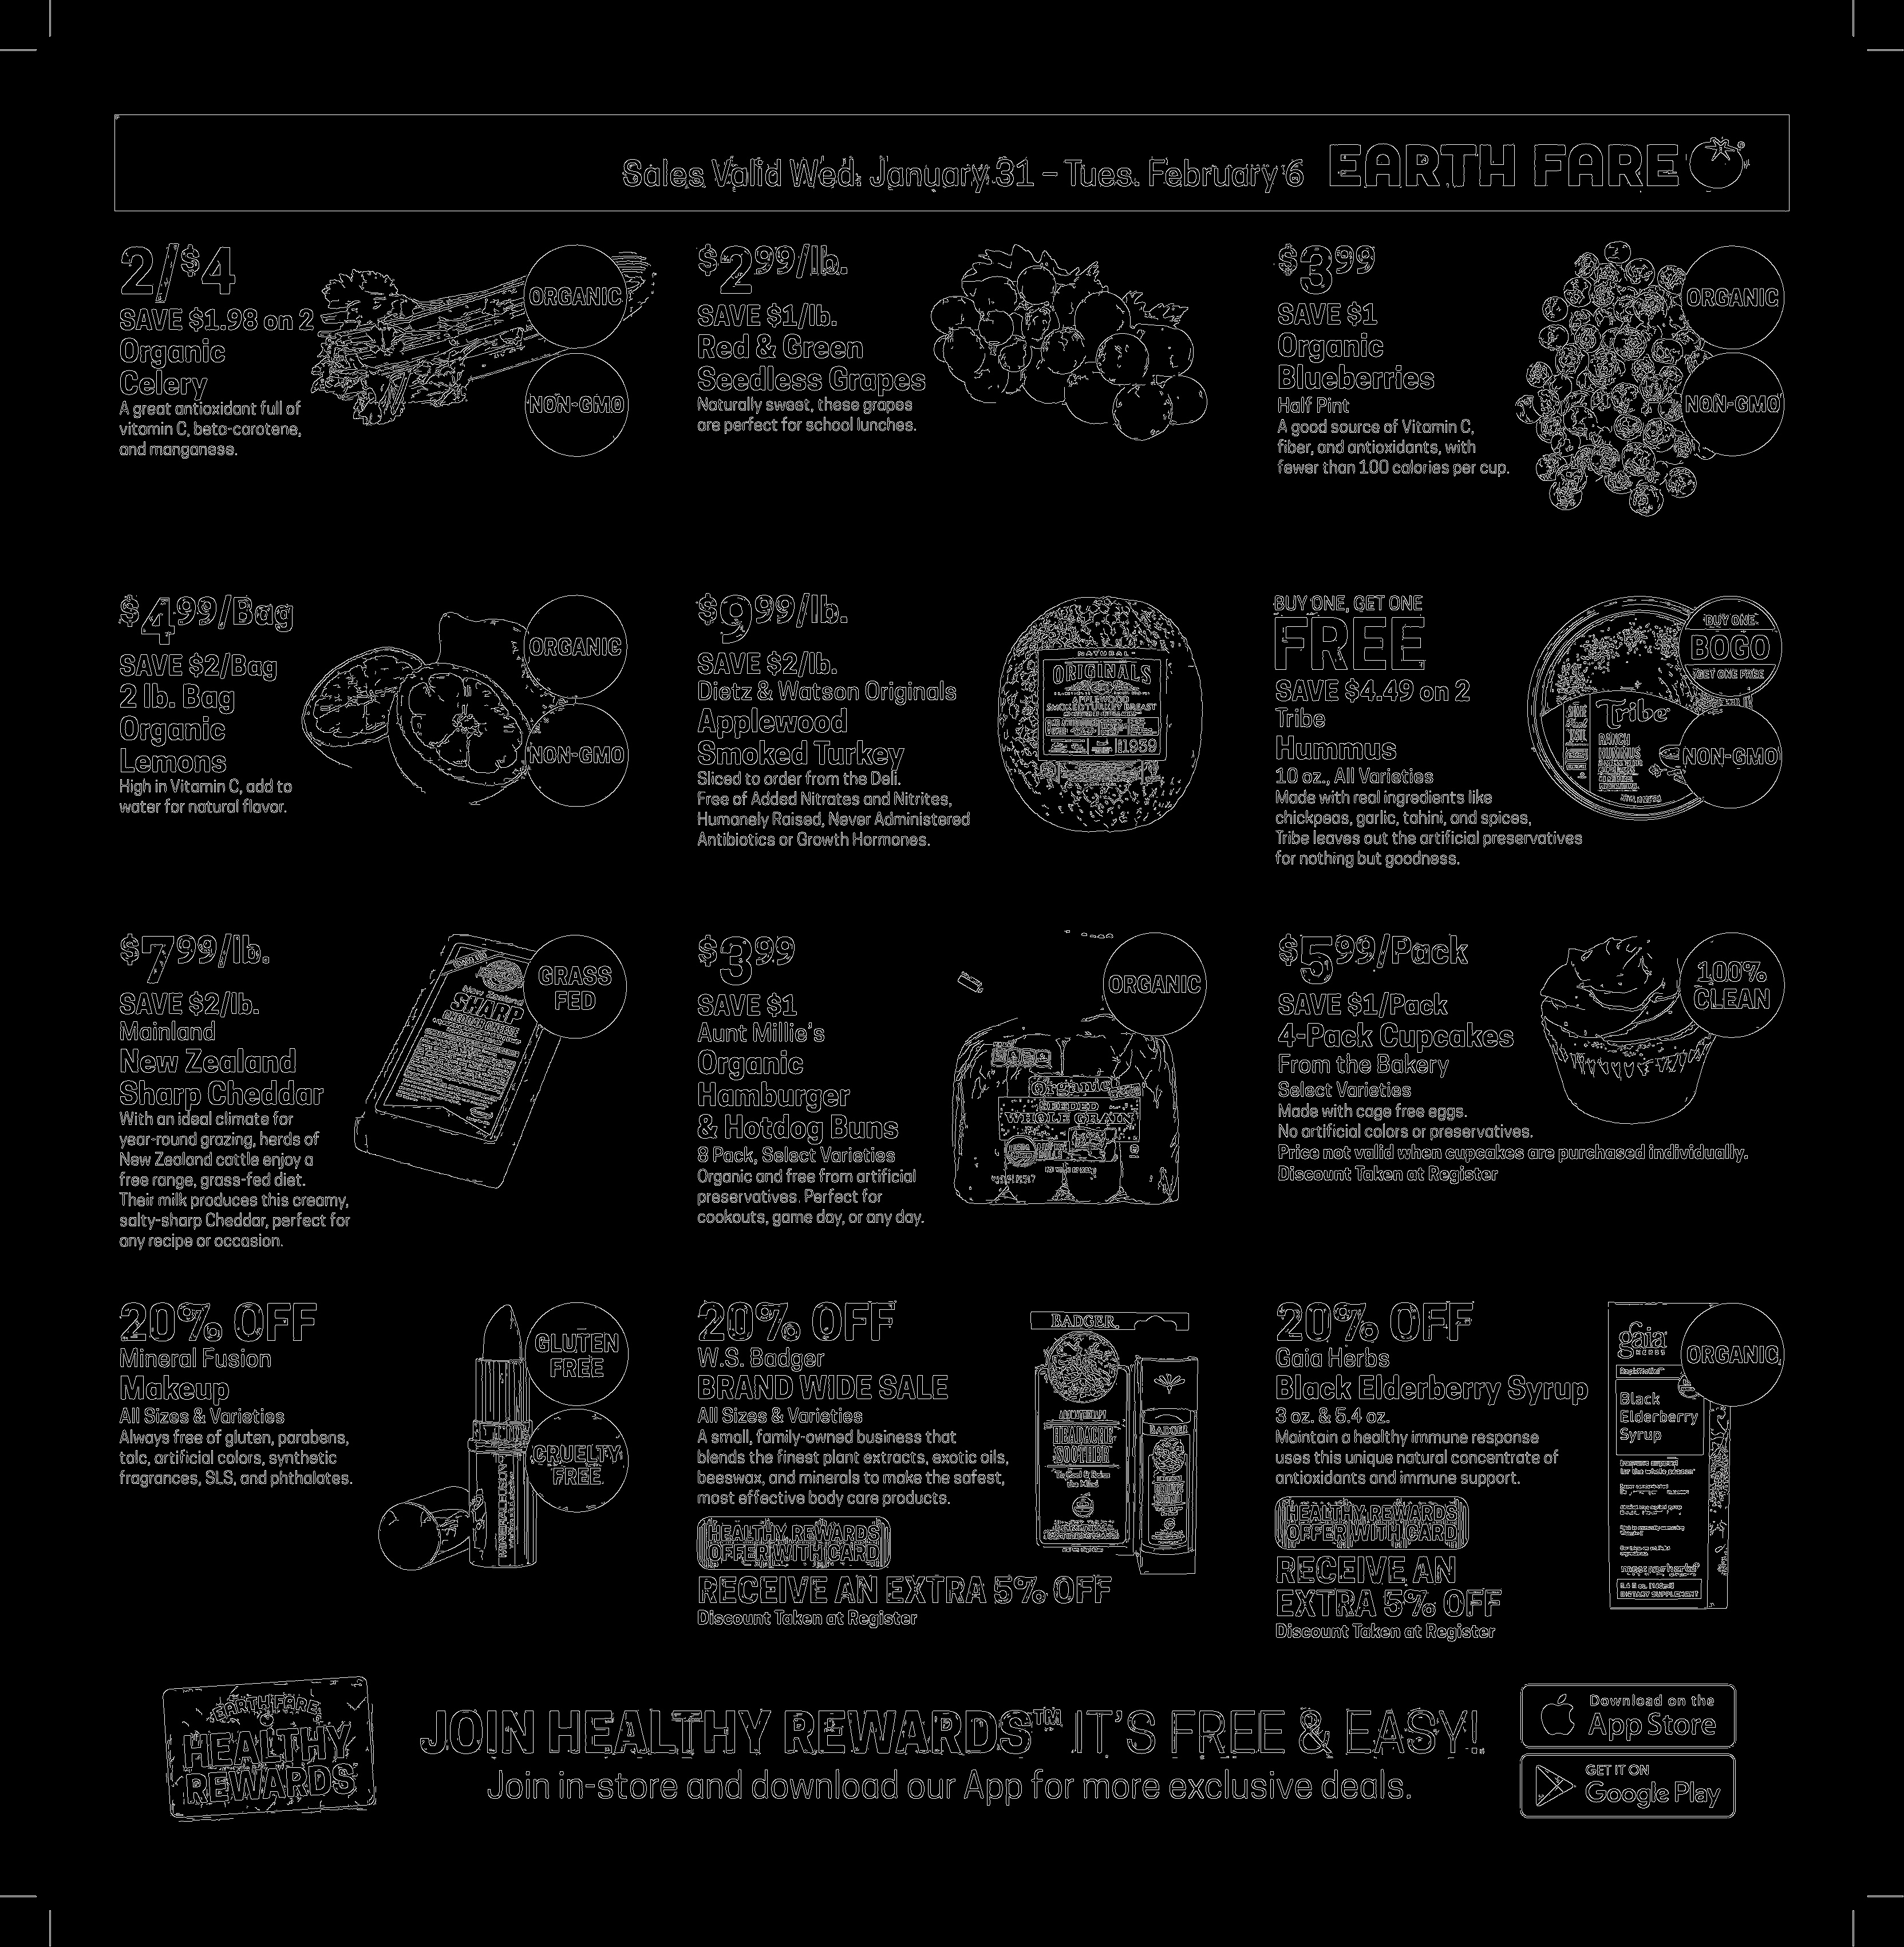 Sales Valid Wed. January 31 – Tues. February 6 EARTH FARE
2/$4
SAVE $1.98 on 2
Organic
Celery
A great antioxidant full of
vitamin C, beta-carotene,
and manganese.
ORGANIC
NON-GMO
$2.99/lb.
SAVE $1/lb.
Red & Green
Seedless Grapes
Naturally sweet, these grapes
are perfect for school lunches.
$3.99
SAVE $1
Organic
Blueberries
Half Pint
A good source of Vitamin C,
fiber, and antioxidants, with
fewer than 100 calories per cup.
ORGANIC
NON-GMO
$4.99/Bag
SAVE $2/Bag
2 lb. Bag
Organic
Lemons
High in Vitamin C, add to
water for natural flavor.
ORGANIC
NON-GMO
$9.99/lb.
SAVE $2/lb.
Dietz & Watson Originals
Applewood
Smoked Turkey
Sliced to order from the Deli.
Free of Added Nitrates and Nitrites,
Humanely Raised, Never Administered
Antibiotics or Growth Hormones.
NATURAL
ORIGINALS
APPLEWOOD
SMOKED TURKEY BREAST
1939
BUY ONE, GET ONE
FREE
SAVE $4.49 on 2
Tribe
Hummus
10 oz., All Varieties
Made with real ingredients like
chickpeas, garlic, tahini, and spices,
Tribe leaves out the artificial preservatives
for nothing but goodness.
Tribe
RANCH
HUMMUS
BUY ONE
BOGO
GET ONE FREE
NON-GMO
$7.99/lb.
SAVE $2/lb.
Mainland
New Zealand
Sharp Cheddar
With an ideal climate for
year-round grazing, herds of
New Zealand cattle enjoy a
free range, grass-fed diet.
Their milk produces this creamy,
salty-sharp Cheddar, perfect for
any recipe or occasion.
New Zealand
SHARP
CHEDDAR CHEESE
GRASS
FED
$3.99
SAVE $1
Aunt Millie's
Organic
Hamburger
& Hotdog Buns
8 Pack, Select Varieties
Organic and free from artificial
preservatives. Perfect for
cookouts, game day, or any day.
Organic
SEEDED
WHOLE GRAIN
ORGANIC
$5.99/Pack
SAVE $1/Pack
4-Pack Cupcakes
From the Bakery
Select Varieties
Made with cage free eggs.
No artificial colors or preservatives.
Price not valid when cupcakes are purchased individually.
Discount Taken at Register
100%
CLEAN
20% OFF
Mineral Fusion
Makeup
All Sizes & Varieties
Always free of gluten, parabens,
talc, artificial colors, synthetic
fragrances, SLS, and phthalates.
MINERAL FUSION
GLUTEN
FREE
CRUELTY
FREE
20% OFF
W.S. Badger
BRAND WIDE SALE
All Sizes & Varieties
A small, family-owned business that
blends the finest plant extracts, exotic oils,
beeswax, and minerals to make the safest,
most effective body care products.
HEALTHY REWARDS
OFFER WITH CARD
RECEIVE AN EXTRA 5% OFF
Discount Taken at Register
BADGER
HEADACHE
SOOTHER
BADGER
20% OFF
Gaia Herbs
Black Elderberry Syrup
3 oz. & 5.4 oz.
Maintain a healthy immune response
uses this unique natural concentrate of
antioxidants and immune support.
HEALTHY REWARDS
OFFER WITH CARD
RECEIVE AN
EXTRA 5% OFF
Discount Taken at Register
gaia
HERBS
Black
Elderberry
Syrup
DIETARY SUPPLEMENT
ORGANIC
EARTH FARE
HEALTHY
REWARDS
JOIN HEALTHY REWARDS™ IT'S FREE & EASY!
Join in-store and download our App for more exclusive deals.
Download on the
App Store
GET IT ON
Google Play